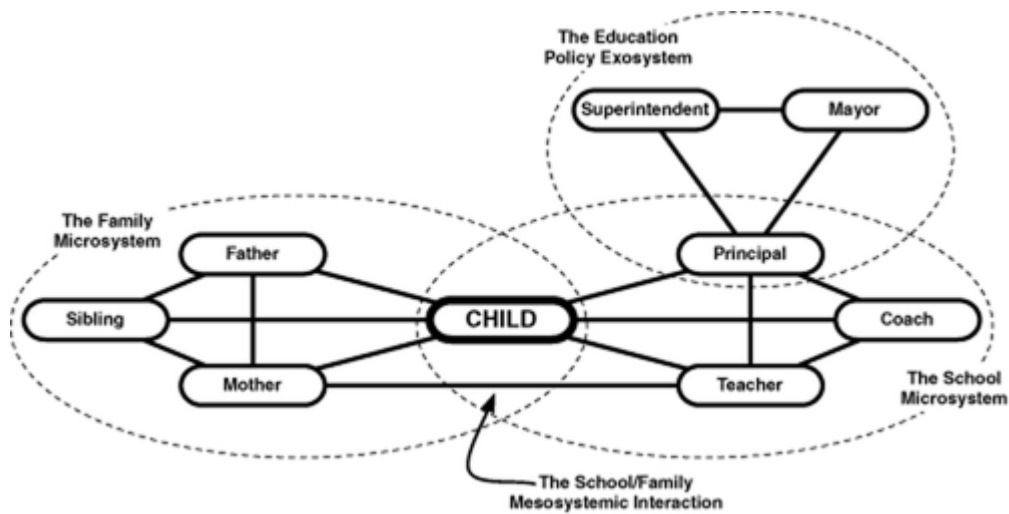 The Education
Policy Exosystem
Superintendent
Mayor
The Family
Microsystem
Father
Principal
Sibling
CHILD
Coach
Mother
Teacher
The School
Microsystem
The School/Family
Mesosystemic Interaction